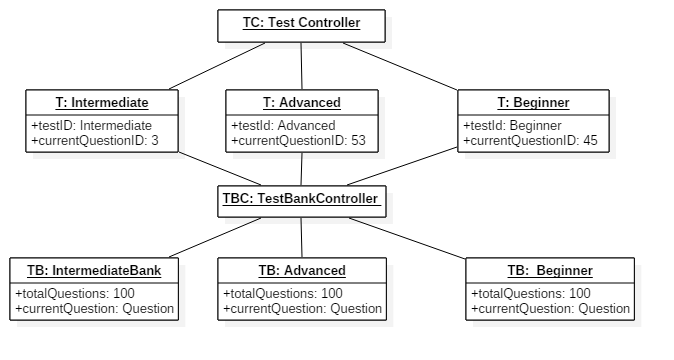 TC: Test Controller
T: Intermediate
+testID: Intermediate
+currentQuestionID: 3
T: Advanced
+testId: Advanced
+currentQuestionID: 53
T: Beginner
+testId: Beginner
+currentQuestionID: 45
TBC: TestBankController
TB: IntermediateBank
+totalQuestions: 100
+currentQuestion: Question
TB: Advanced
+totalQuestions: 100
+currentQuestion: Question
TB: Beginner
+totalQuestions: 100
+currentQuestion: Question